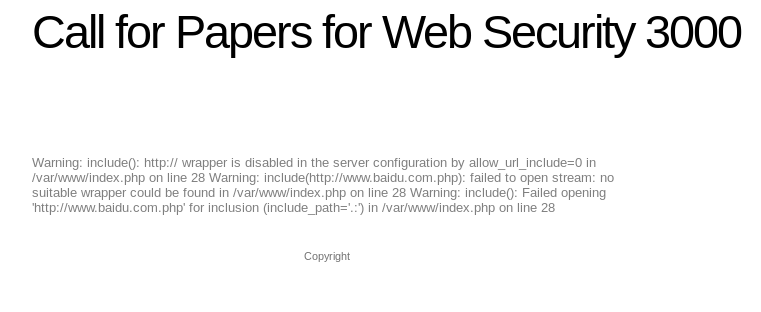 Call for Papers for Web Security 3000
Warning: include(): http:// wrapper is disabled in the server configuration by allow_url_include=0 in
/var/www/index.php on line 28 Warning: include(http://www.baidu.com.php): failed to open stream: no
suitable wrapper could be found in /var/www/index.php on line 28 Warning: include(): Failed opening
'http://www.baidu.com.php' for inclusion (include_path='.:') in /var/www/index.php on line 28
Copyright